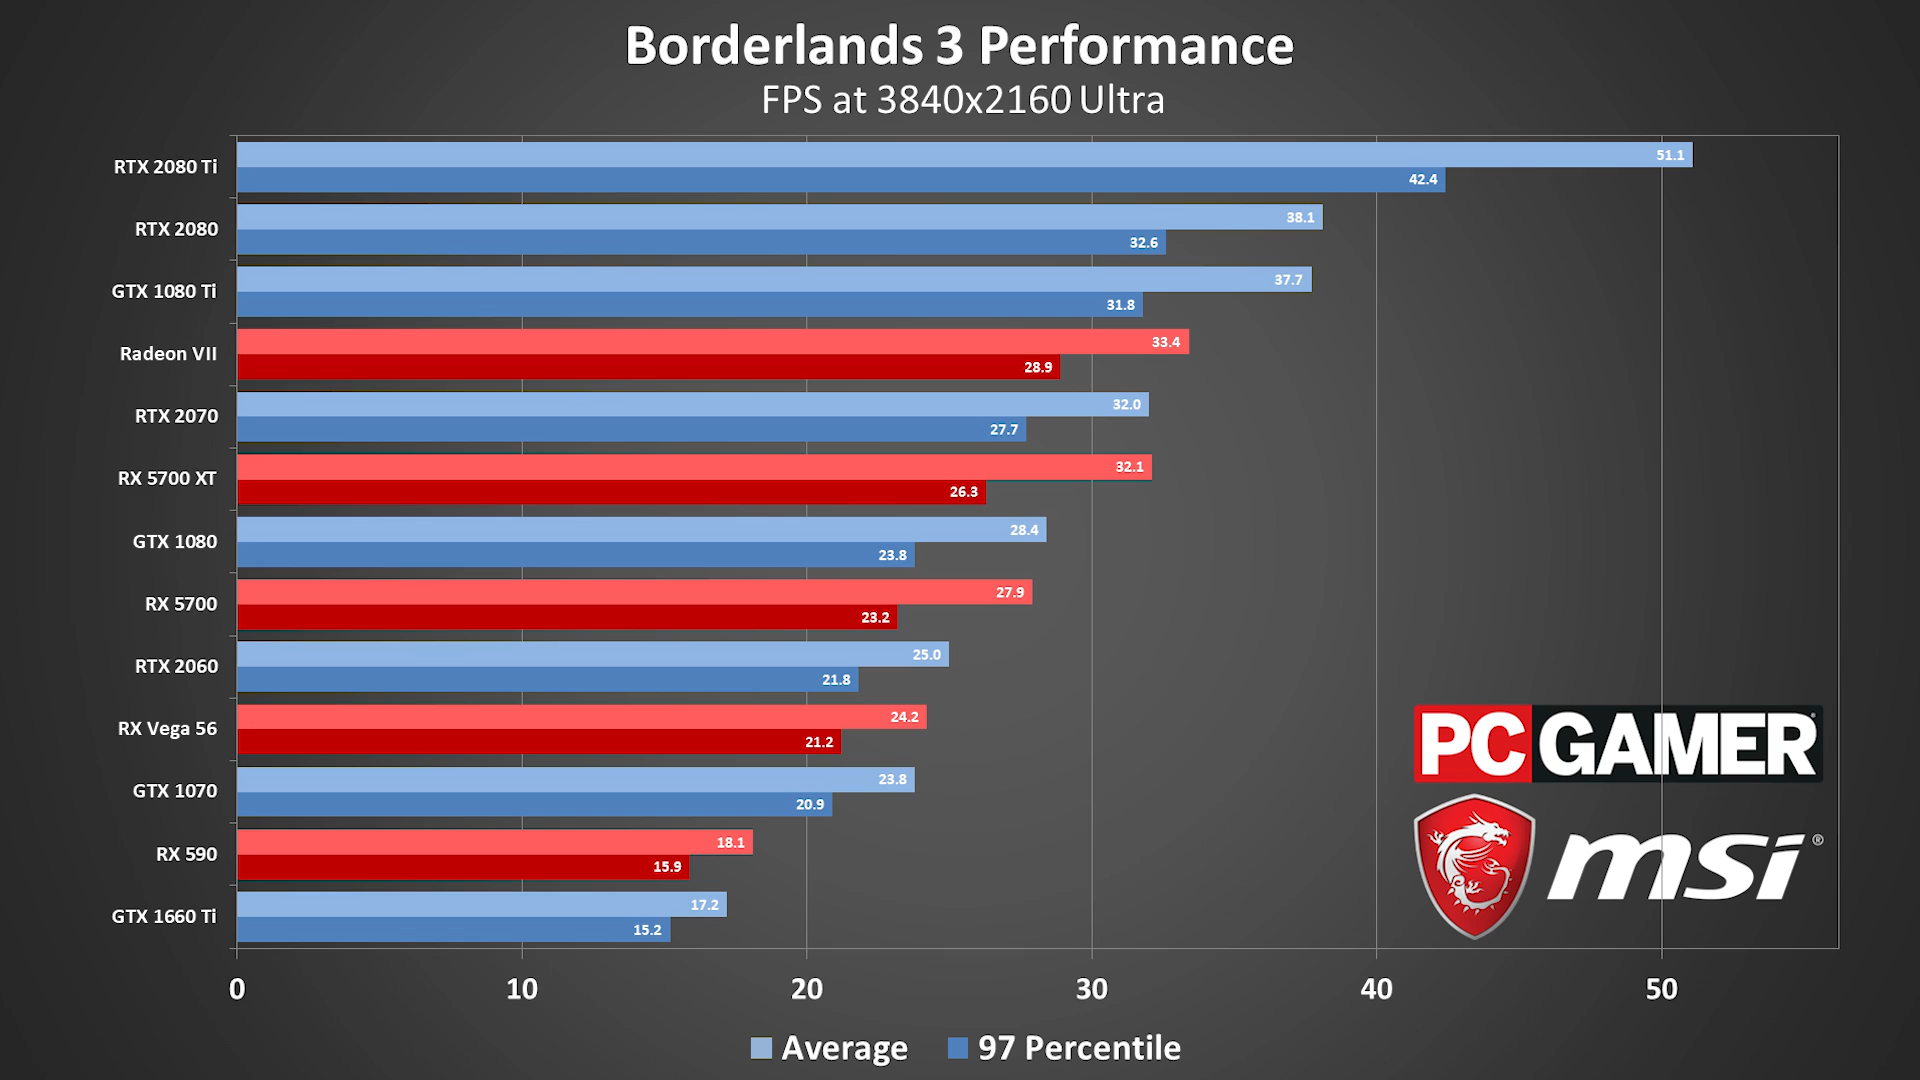 Borderlands 3 Performance
FPS at 3840x2160 Ultra
RTX 2080 Ti
51.1
42.4
RTX 2080
38.1
32.6
GTX 1080 Ti
37.7
31.8
Radeon VII
33.4
28.9
RTX 2070
32.0
27.7
RX 5700 XT
32.1
26.3
GTX 1080
28.4
23.8
RX 5700
27.9
23.2
RTX 2060
25.0
21.8
RX Vega 56
24.2
21.2
GTX 1070
23.8
20.9
RX 590
18.1
15.9
GTX 1660 Ti
17.2
15.2
PC GAMER
msi®
0 10 20 30 40 50
Average 97 Percentile